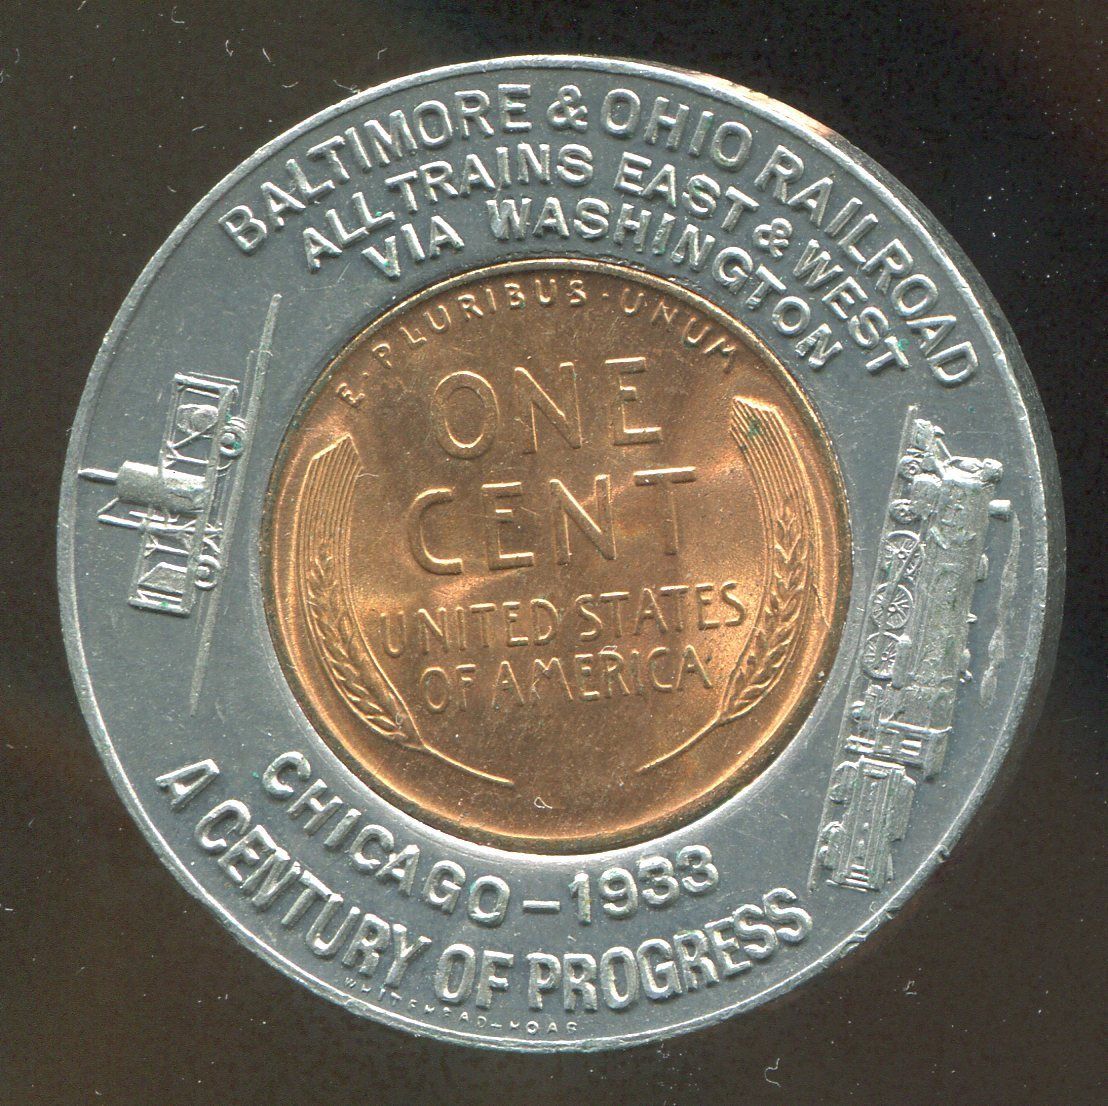 BALTIMORE & OHIO RAILROAD
ALL TRAINS EAST & WEST
VIA WASHINGTON
E·PLURIBUS·UNUM
ONE
CENT
UNITED STATES
OF AMERICA
CHICAGO-1933
A CENTURY OF PROGRESS
WHITEHEAD-HOAG